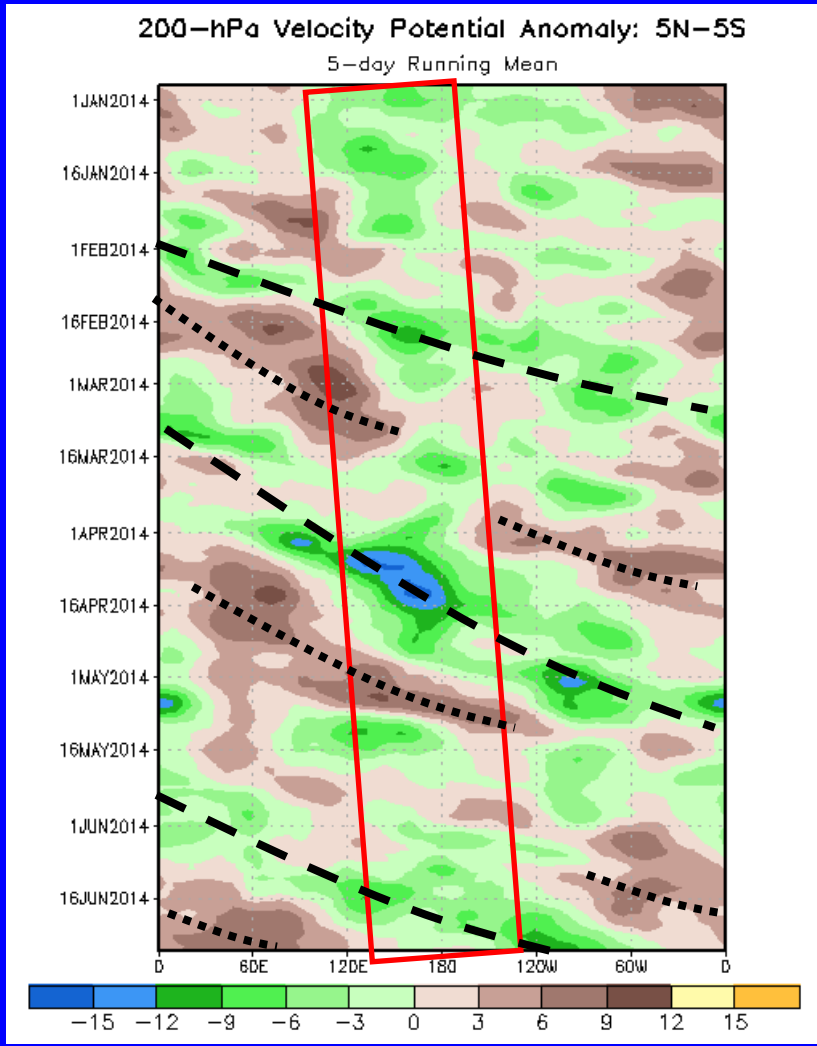 200-hPa Velocity Potential Anomaly: 5N-5S
5-day Running Mean
1JAN2014
16JAN2014
1FEB2014
16FEB2014
1MAR2014
16MAR2014
1APR2014
16APR2014
1MAY2014
16MAY2014
1JUN2014
16JUN2014
0 60E 120E 180 120W 60W 0
-15 -12 -9 -6 -3 0 3 6 9 12 15